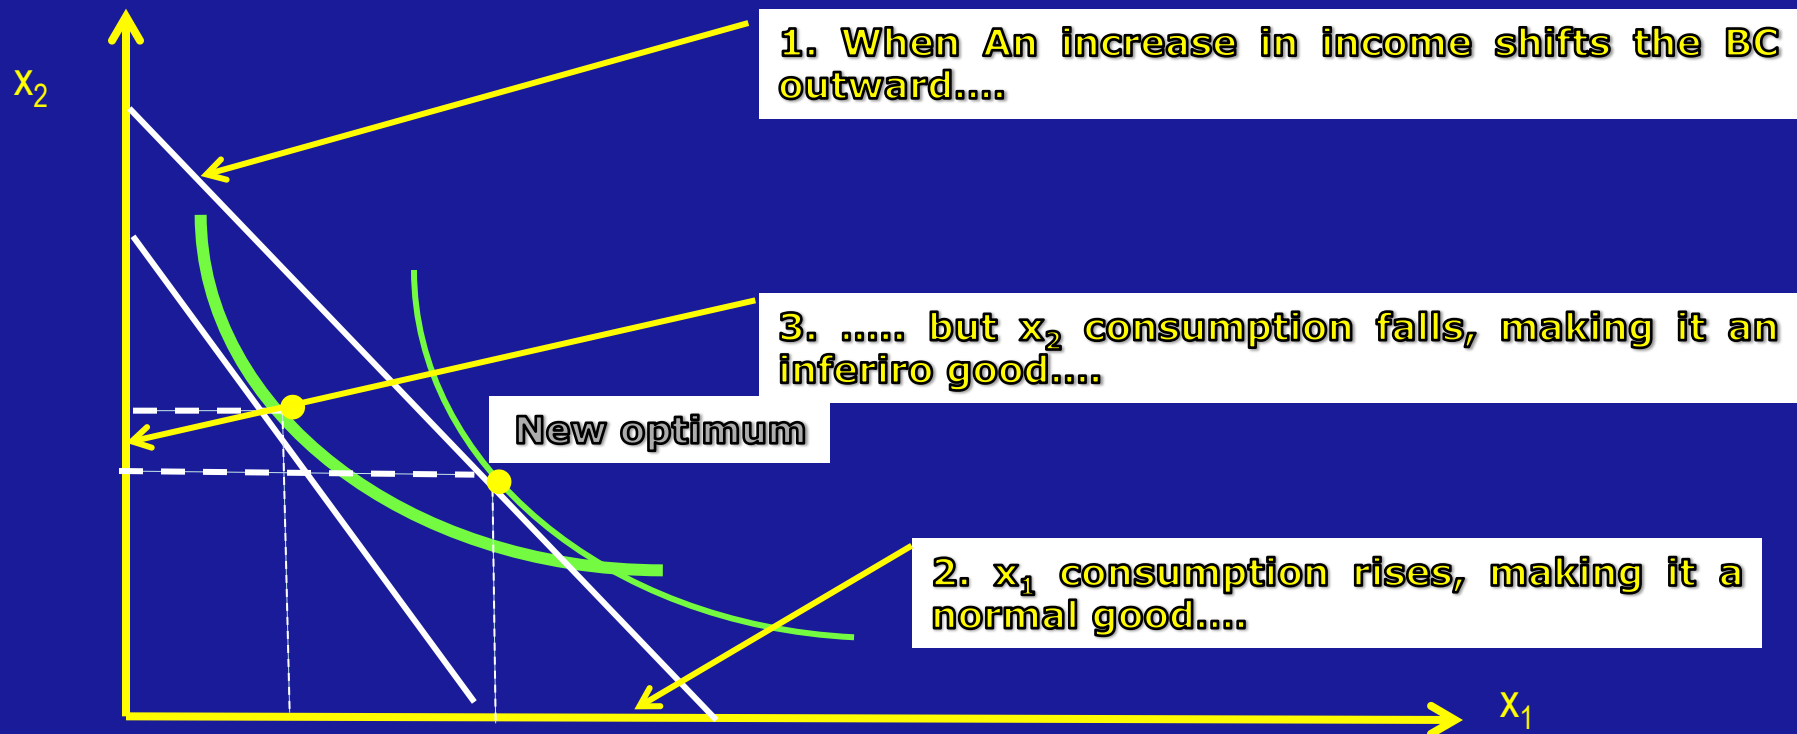 x₂
1. When An increase in income shifts the BC
outward....
3. ..... but x₂ consumption falls, making it an
inferiro good....
New optimum
2. x₁ consumption rises, making it a
normal good....
x₁